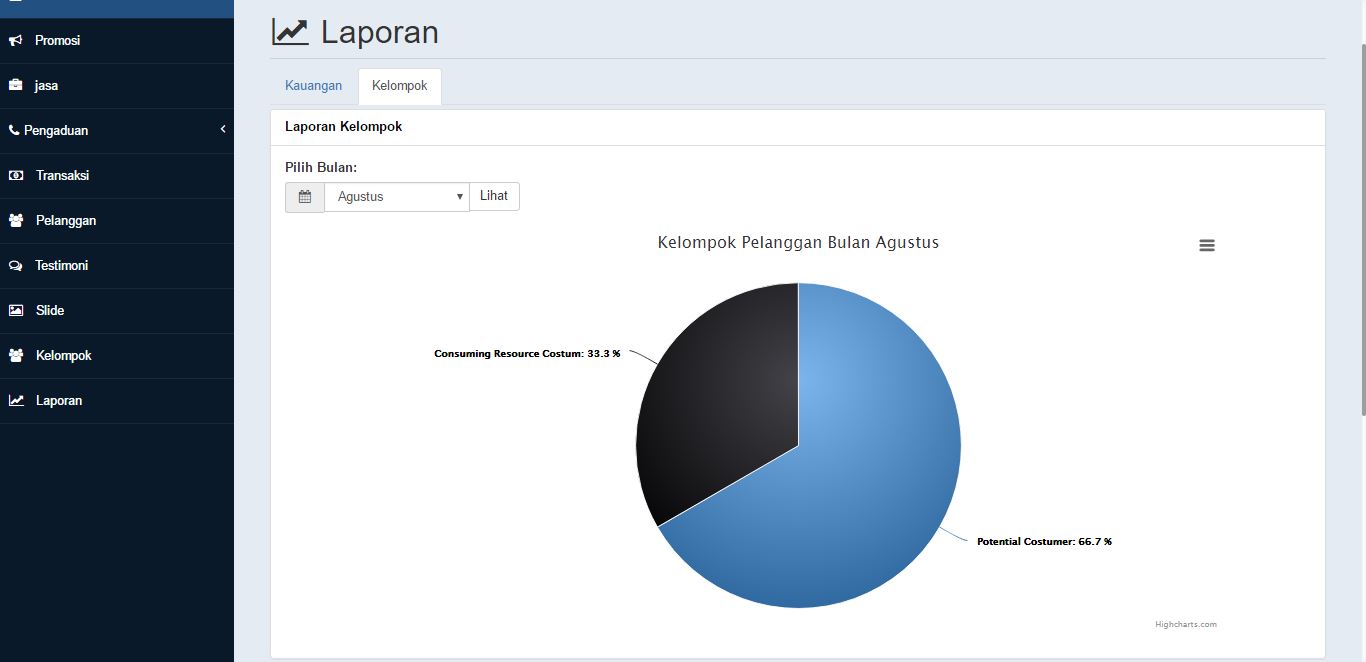 Promosi
jasa
Pengaduan
Transaksi
Pelanggan
Testimoni
Slide
Kelompok
Laporan
Laporan
Kauangan
Kelompok
Laporan Kelompok
Pilih Bulan:
Agustus
Lihat
Kelompok Pelanggan Bulan Agustus
Consuming Resource Costum: 33.3 %
Potential Costumer: 66.7 %
Highcharts.com